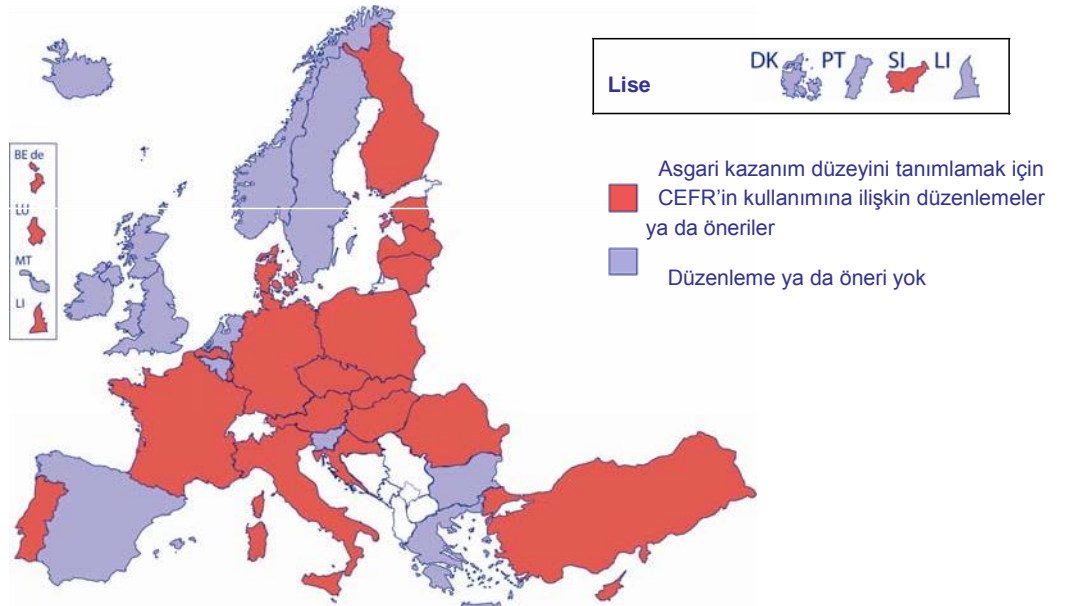 DK PT SI LI
Lise
BE de
LU
MT
LI
Asgari kazanım düzeyini tanımlamak için
CEFR’in kullanımına ilişkin düzenlemeler
ya da öneriler
Düzenleme ya da öneri yok